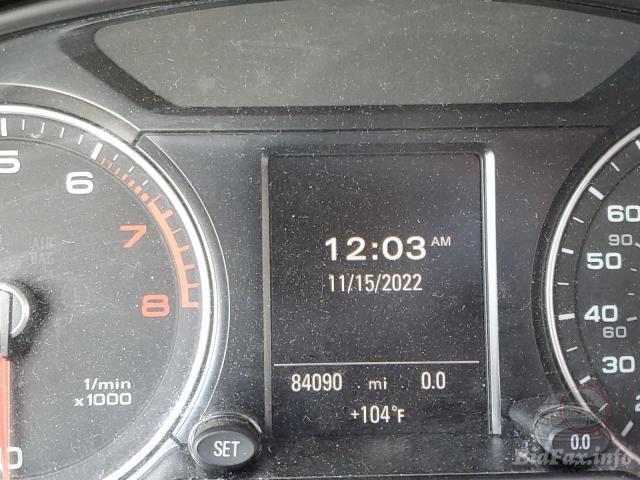 5
6
7
8
AIR
BAG
1/min
x1000
SET
12:03 AM
11/15/2022
84090 mi 0.0
+104°F
60
90
50
40
60
30
0.0
BidFax.info